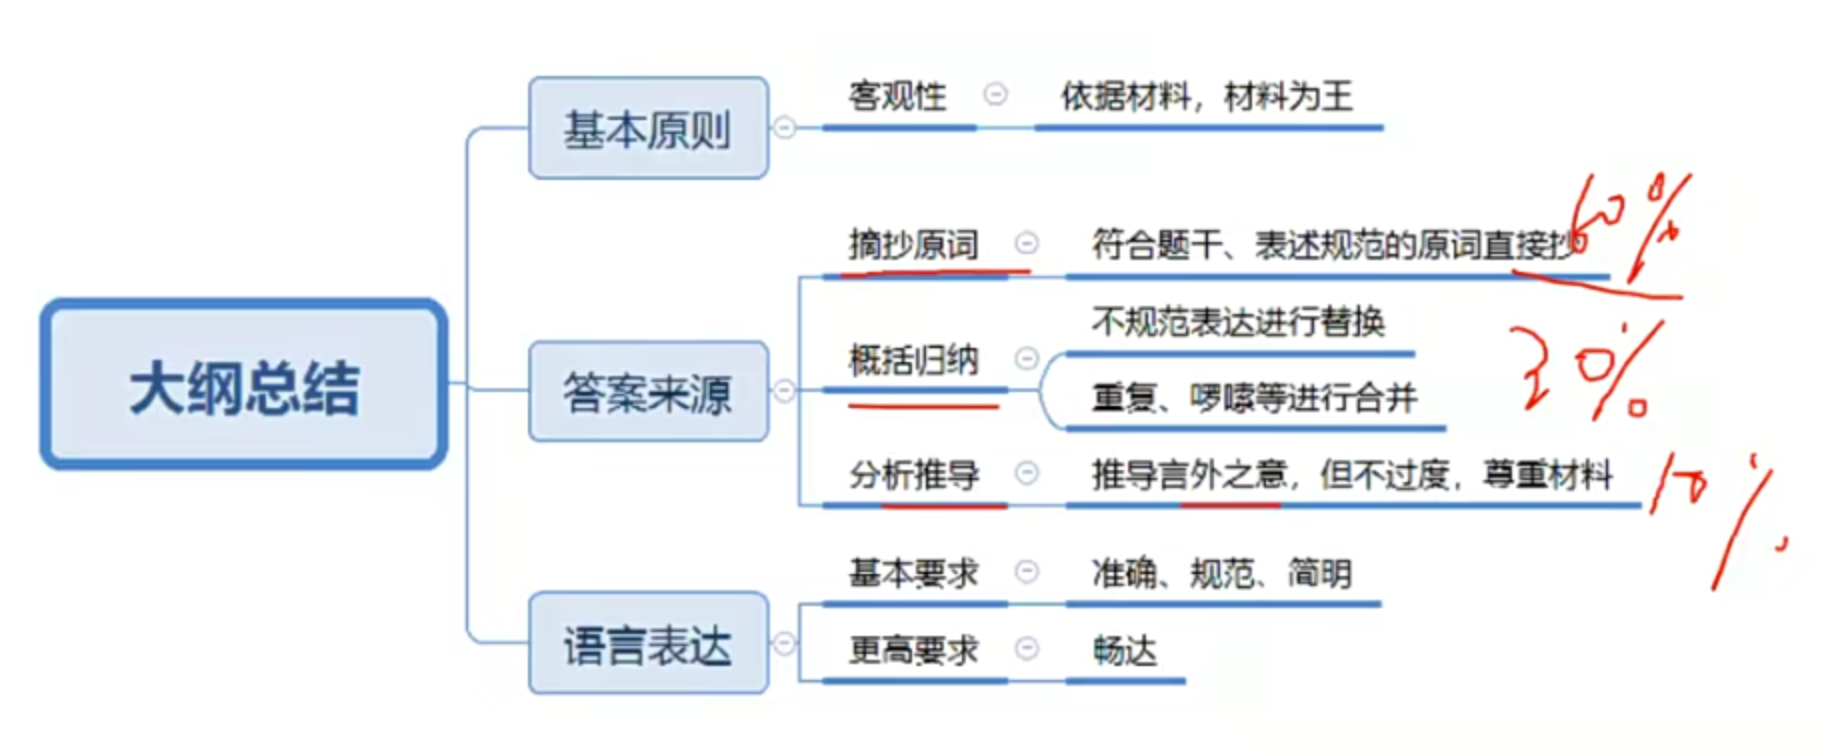 大纲总结
基本原则
客观性
依据材料，材料为王
答案来源
摘抄原词
符合题干、表述规范的原词直接抄
60%
概括归纳
不规范表达进行替换
重复、啰嗦等进行合并
30%
分析推导
推导言外之意，但不过度，尊重材料
10%
语言表达
基本要求
准确、规范、简明
更高要求
畅达